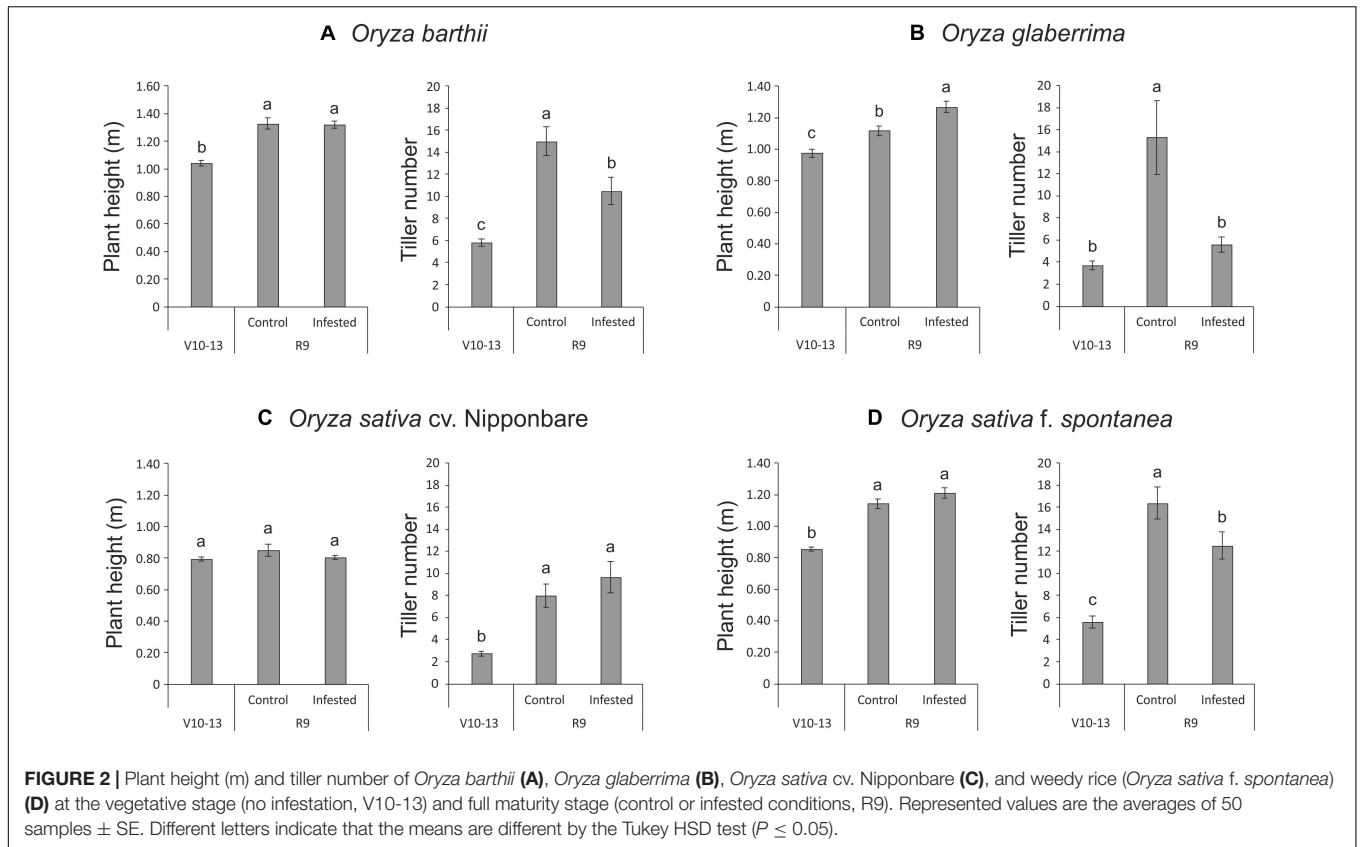 A Oryza barthii
Plant height (m)
1.60
1.40
1.20
1.00
0.80
0.60
0.40
0.20
0
b
a
a
Control Infested
V10-13 R9
Tiller number
20
18
16
14
12
10
8
6
4
2
0
c
a
b
Control Infested
V10-13 R9
B Oryza glaberrima
Plant height (m)
1.40
1.20
1.00
0.80
0.60
0.40
0.20
0
c
b
a
Control Infested
V10-13 R9
Tiller number
20
18
16
14
12
10
8
6
4
2
0
b
a
b
Control Infested
V10-13 R9
C Oryza sativa cv. Nipponbare
Plant height (m)
1.40
1.20
1.00
0.80
0.60
0.40
0.20
0
a
a
a
Control Infested
V10-13 R9
Tiller number
20
18
16
14
12
10
8
6
4
2
0
b
a
a
Control Infested
V10-13 R9
D Oryza sativa f. spontanea
Plant height (m)
1.40
1.20
1.00
0.80
0.60
0.40
0.20
0
b
a
a
Control Infested
V10-13 R9
Tiller number
20
18
16
14
12
10
8
6
4
2
0
c
a
b
Control Infested
V10-13 R9
FIGURE 2 | Plant height (m) and tiller number of Oryza barthii (A), Oryza glaberrima (B), Oryza sativa cv. Nipponbare (C), and weedy rice (Oryza sativa f. spontanea)
(D) at the vegetative stage (no infestation, V10-13) and full maturity stage (control or infested conditions, R9). Represented values are the averages of 50
samples ± SE. Different letters indicate that the means are different by the Tukey HSD test (P ≤ 0.05).